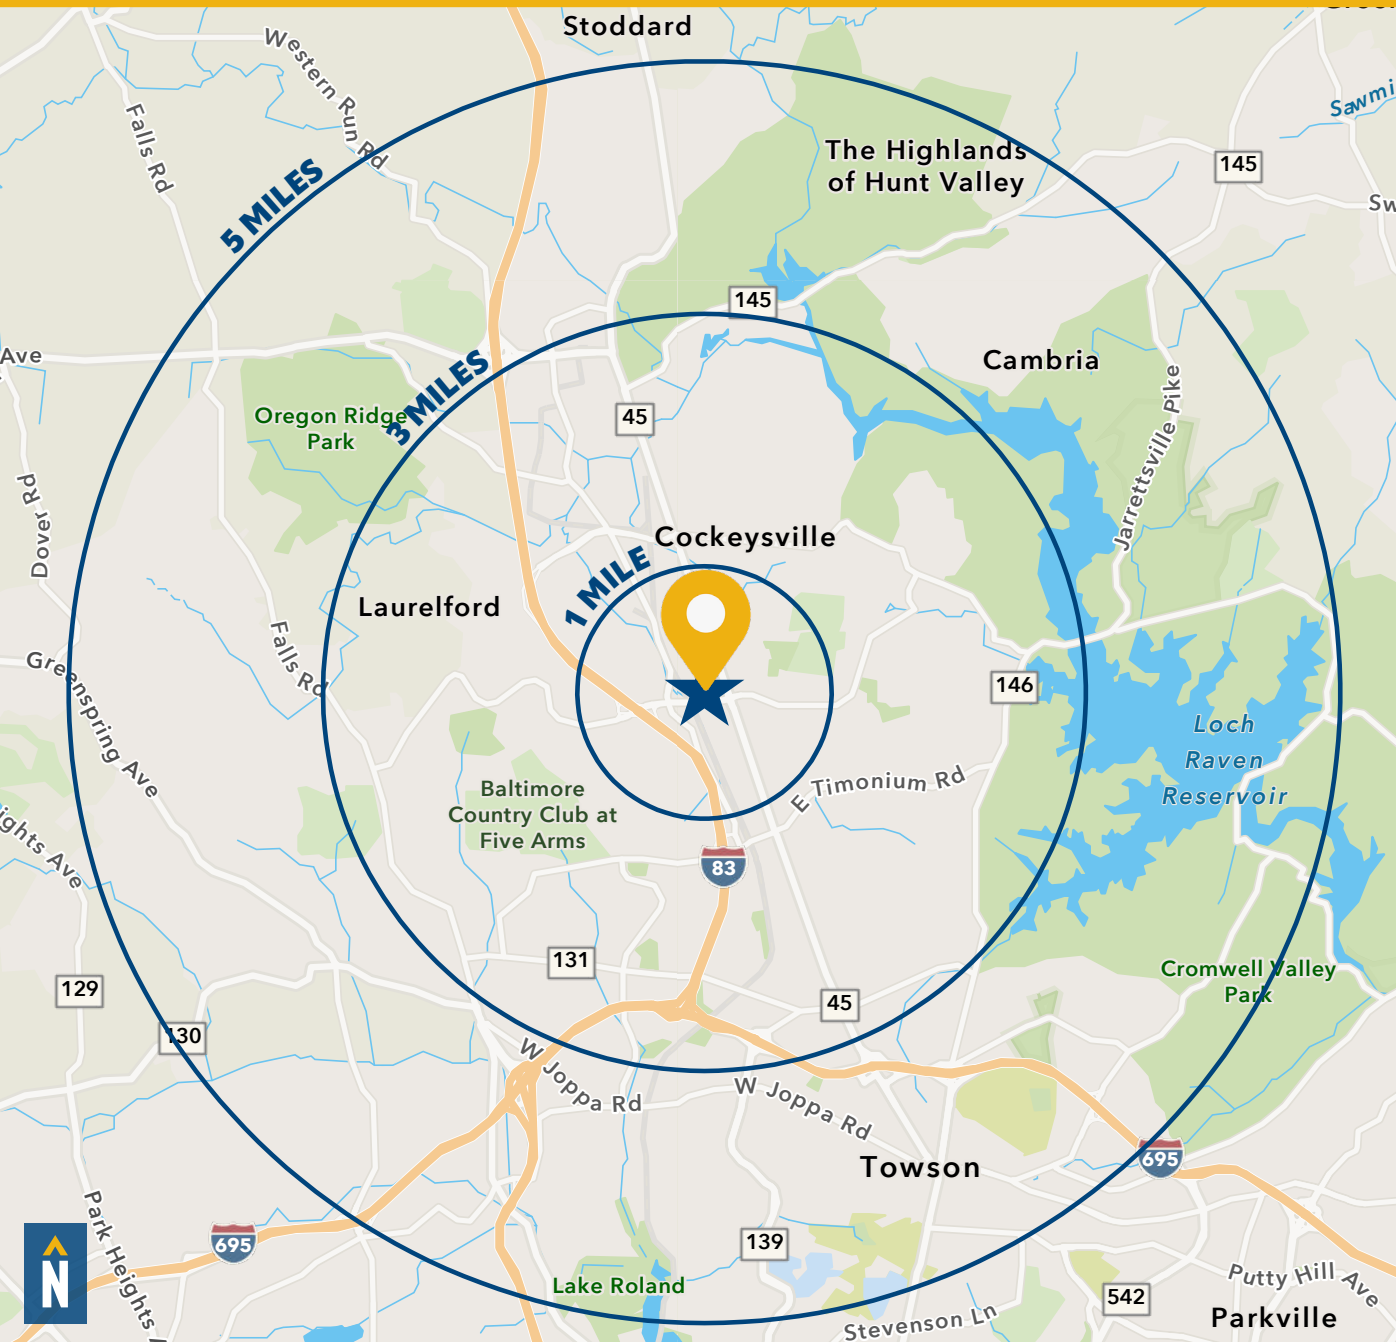 Stoddard
Western Run Rd
Falls Rd
The Highlands
of Hunt Valley
145
5 MILES
145
Ave
3 MILES
Cambria
Oregon Ridge
Park
45
Jarrettsville Pike
Dover Rd
Cockeysville
1 MILE
Laurelford
Falls Rd
Greenspring Ave
146
Loch
Raven
Reservoir
E Timonium Rd
Baltimore
Country Club at
Five Arms
83
Ave
131
129
45
Cromwell Valley
Park
130
W Joppa Rd
W Joppa Rd
695
Towson
Park Heights
695
139
N
Lake Roland
542
Putty Hill Ave
Stevenson Ln
Parkville